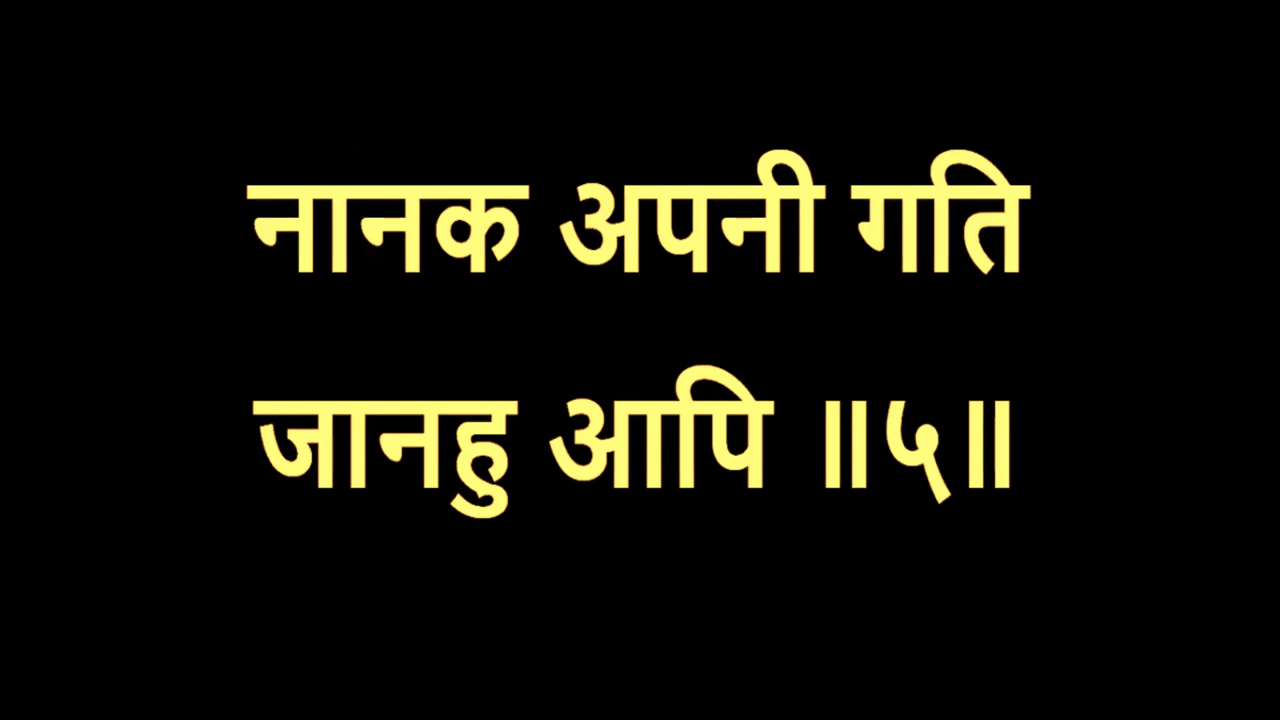 नानक अपनी गति
जानहु आपि ॥५॥